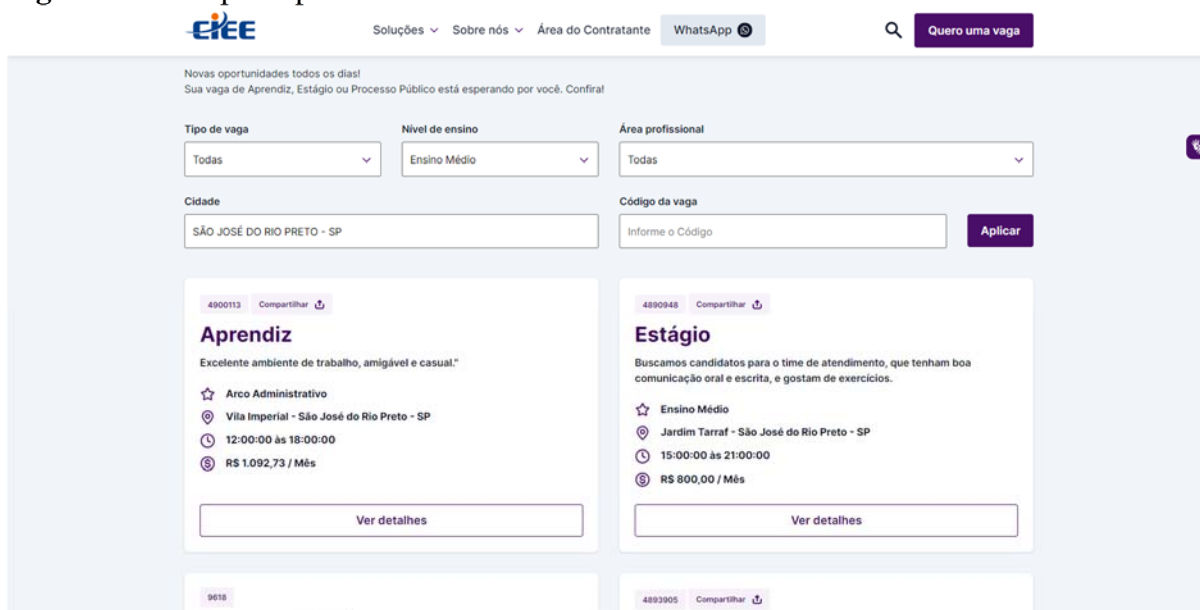 CIEE
Soluções Sobre nós Área do Contratante WhatsApp Quero uma vaga
Novas oportunidades todos os dias!
Sua vaga de Aprendiz, Estágio ou Processo Público está esperando por você. Confira!
Tipo de vaga Nível de ensino Área profissional
Todas Ensino Médio Todas
Cidade Código da vaga
SÃO JOSÉ DO RIO PRETO - SP Informe o Código Aplicar
4900113 Compartilhar
Aprendiz
Excelente ambiente de trabalho, amigável e casual."
Arco Administrativo
Vila Imperial - São José do Rio Preto - SP
12:00:00 às 18:00:00
R$ 1.092,73 / Mês
Ver detalhes
4890948 Compartilhar
Estágio
Buscamos candidatos para o time de atendimento, que tenham boa
comunicação oral e escrita, e gostam de exercícios.
Ensino Médio
Jardim Tarraf - São José do Rio Preto - SP
15:00:00 às 21:00:00
R$ 800,00 / Mês
Ver detalhes
9618
4893905 Compartilhar